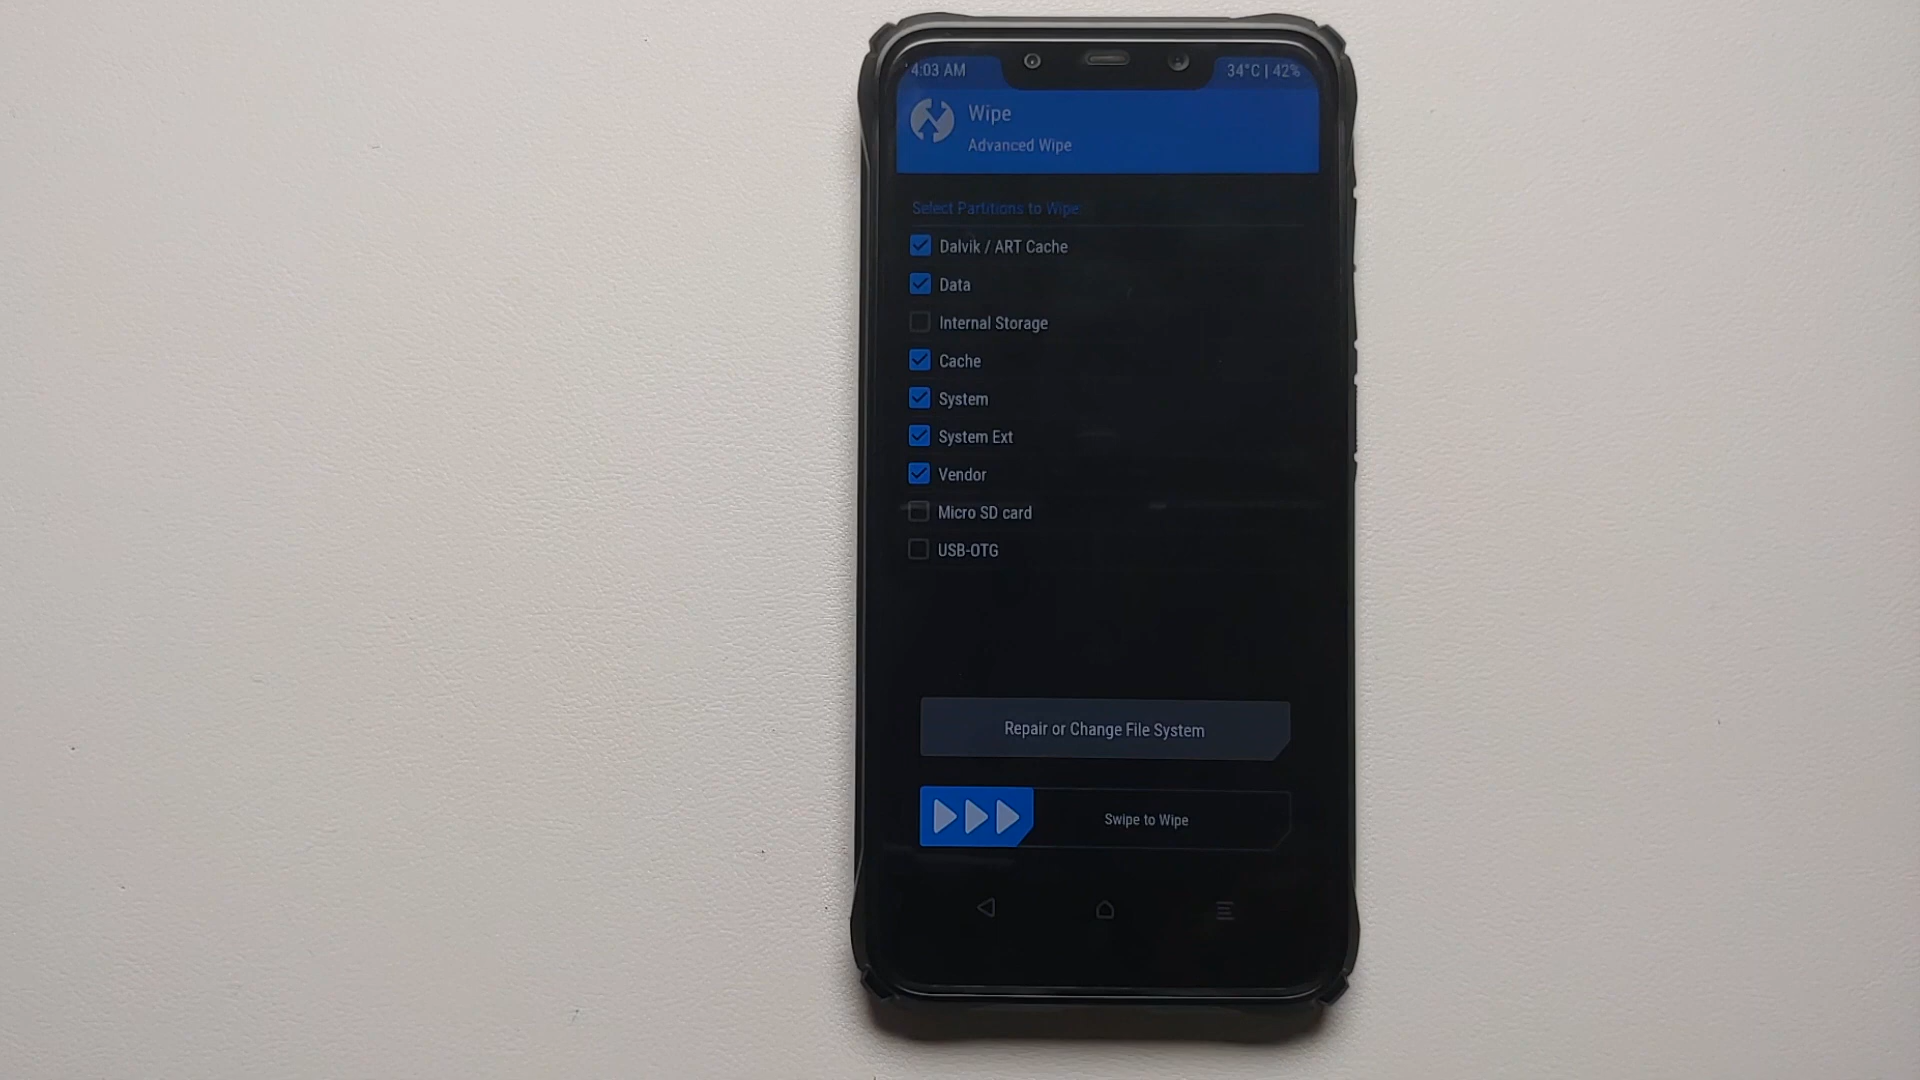 4:03 AM
34°C | 42%
Wipe
Advanced Wipe
Select Partitions to Wipe:
Dalvik / ART Cache
Data
Internal Storage
Cache
System
System Ext
Vendor
Micro SD card
USB-OTG
Repair or Change File System
Swipe to Wipe